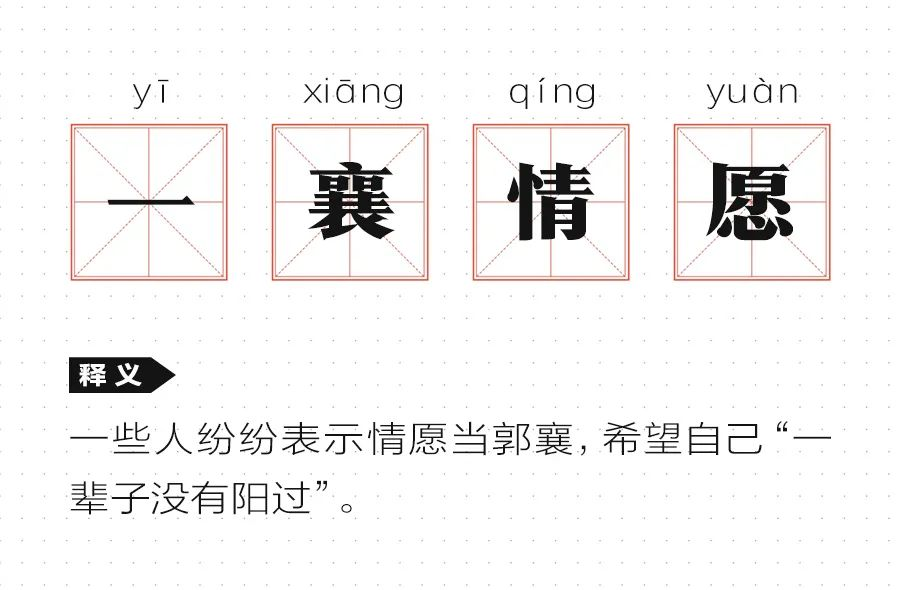 yī xiāng qíng yuàn
一襄情愿
释义
一些人纷纷表示情愿当郭襄，希望自己“一
辈子没有阳过”。